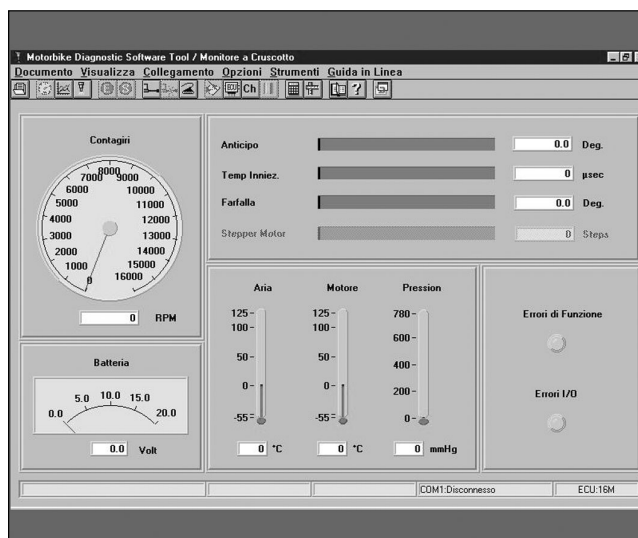 Motorbike Diagnostic Software Tool / Monitore a Cruscotto
Documento Visualizza Collegamento Opzioni Strumenti Guida in Linea
Ch
Contagiri
0
1000
2000
3000
4000
5000
6000
7000
8000
9000
10000
11000
12000
13000
14000
15000
16000
0 RPM
Batteria
0.0 5.0 10.0 15.0 20.0
0.0 Volt
Anticipo 0.0 Deg.
Temp Inniez. 0 µsec
Farfalla 0.0 Deg.
Stepper Motor 0 Steps
Aria
125
100
50
0
-55
0 °C
Motore
125
100
50
0
-55
0 °C
Pression
780
600
400
200
0
0 mmHg
Errori di Funzione
Errori I/O
COM1:Disconnesso ECU:16M